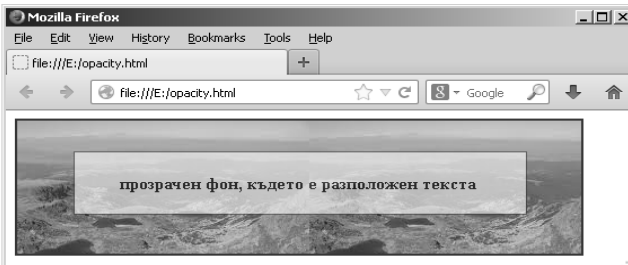 Mozilla Firefox
File Edit View History Bookmarks Tools Help
file:///E:/opacity.html
file:///E:/opacity.html Google
прозрачен фон, където е разположен текста